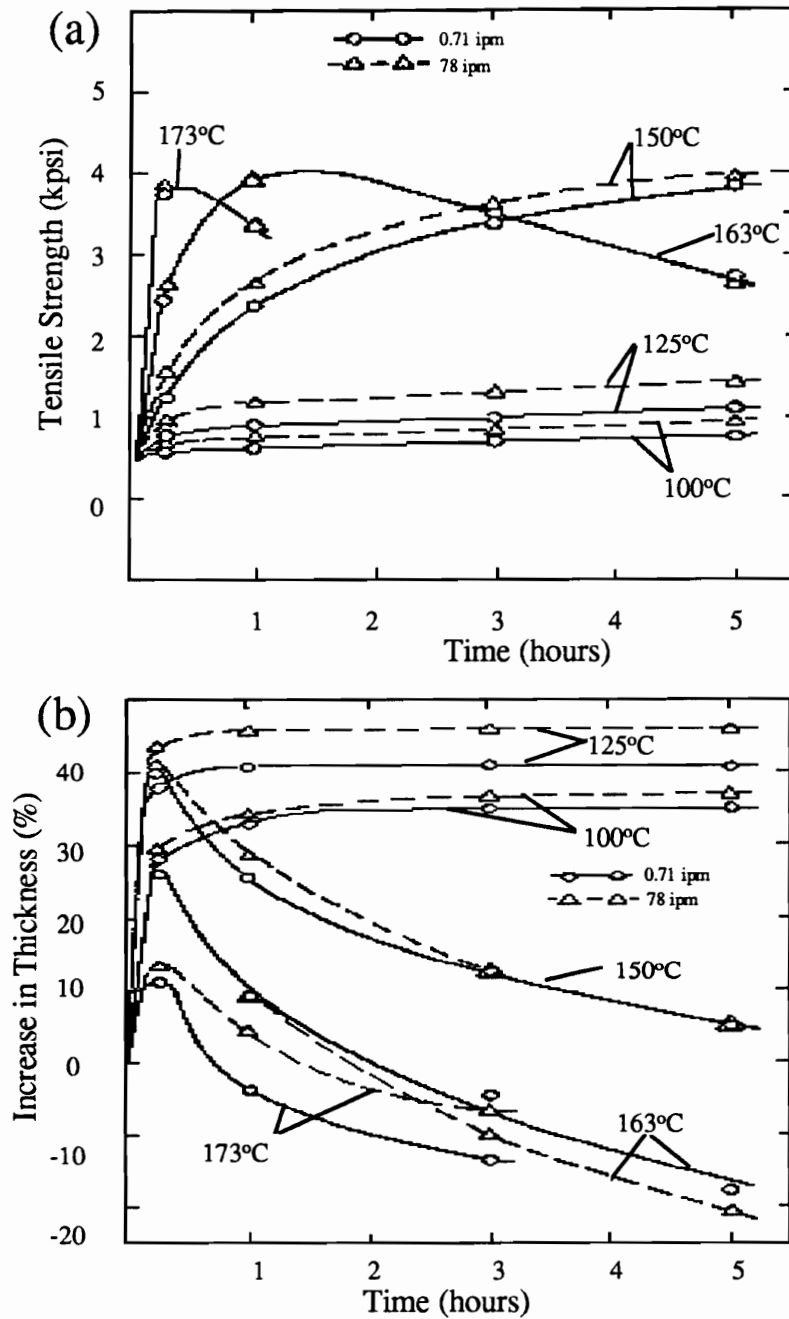 (a)
0.71 ipm
78 ipm
5
173°C
150°C
4
163°C
3
Tensile Strength (kpsi)
2
125°C
1
100°C
0
1 2 3 4 5
Time (hours)
(b)
125°C
40
100°C
30
0.71 ipm
78 ipm
20
Increase in Thickness (%)
150°C
10
0
163°C
173°C
-10
-20
1 2 3 4 5
Time (hours)